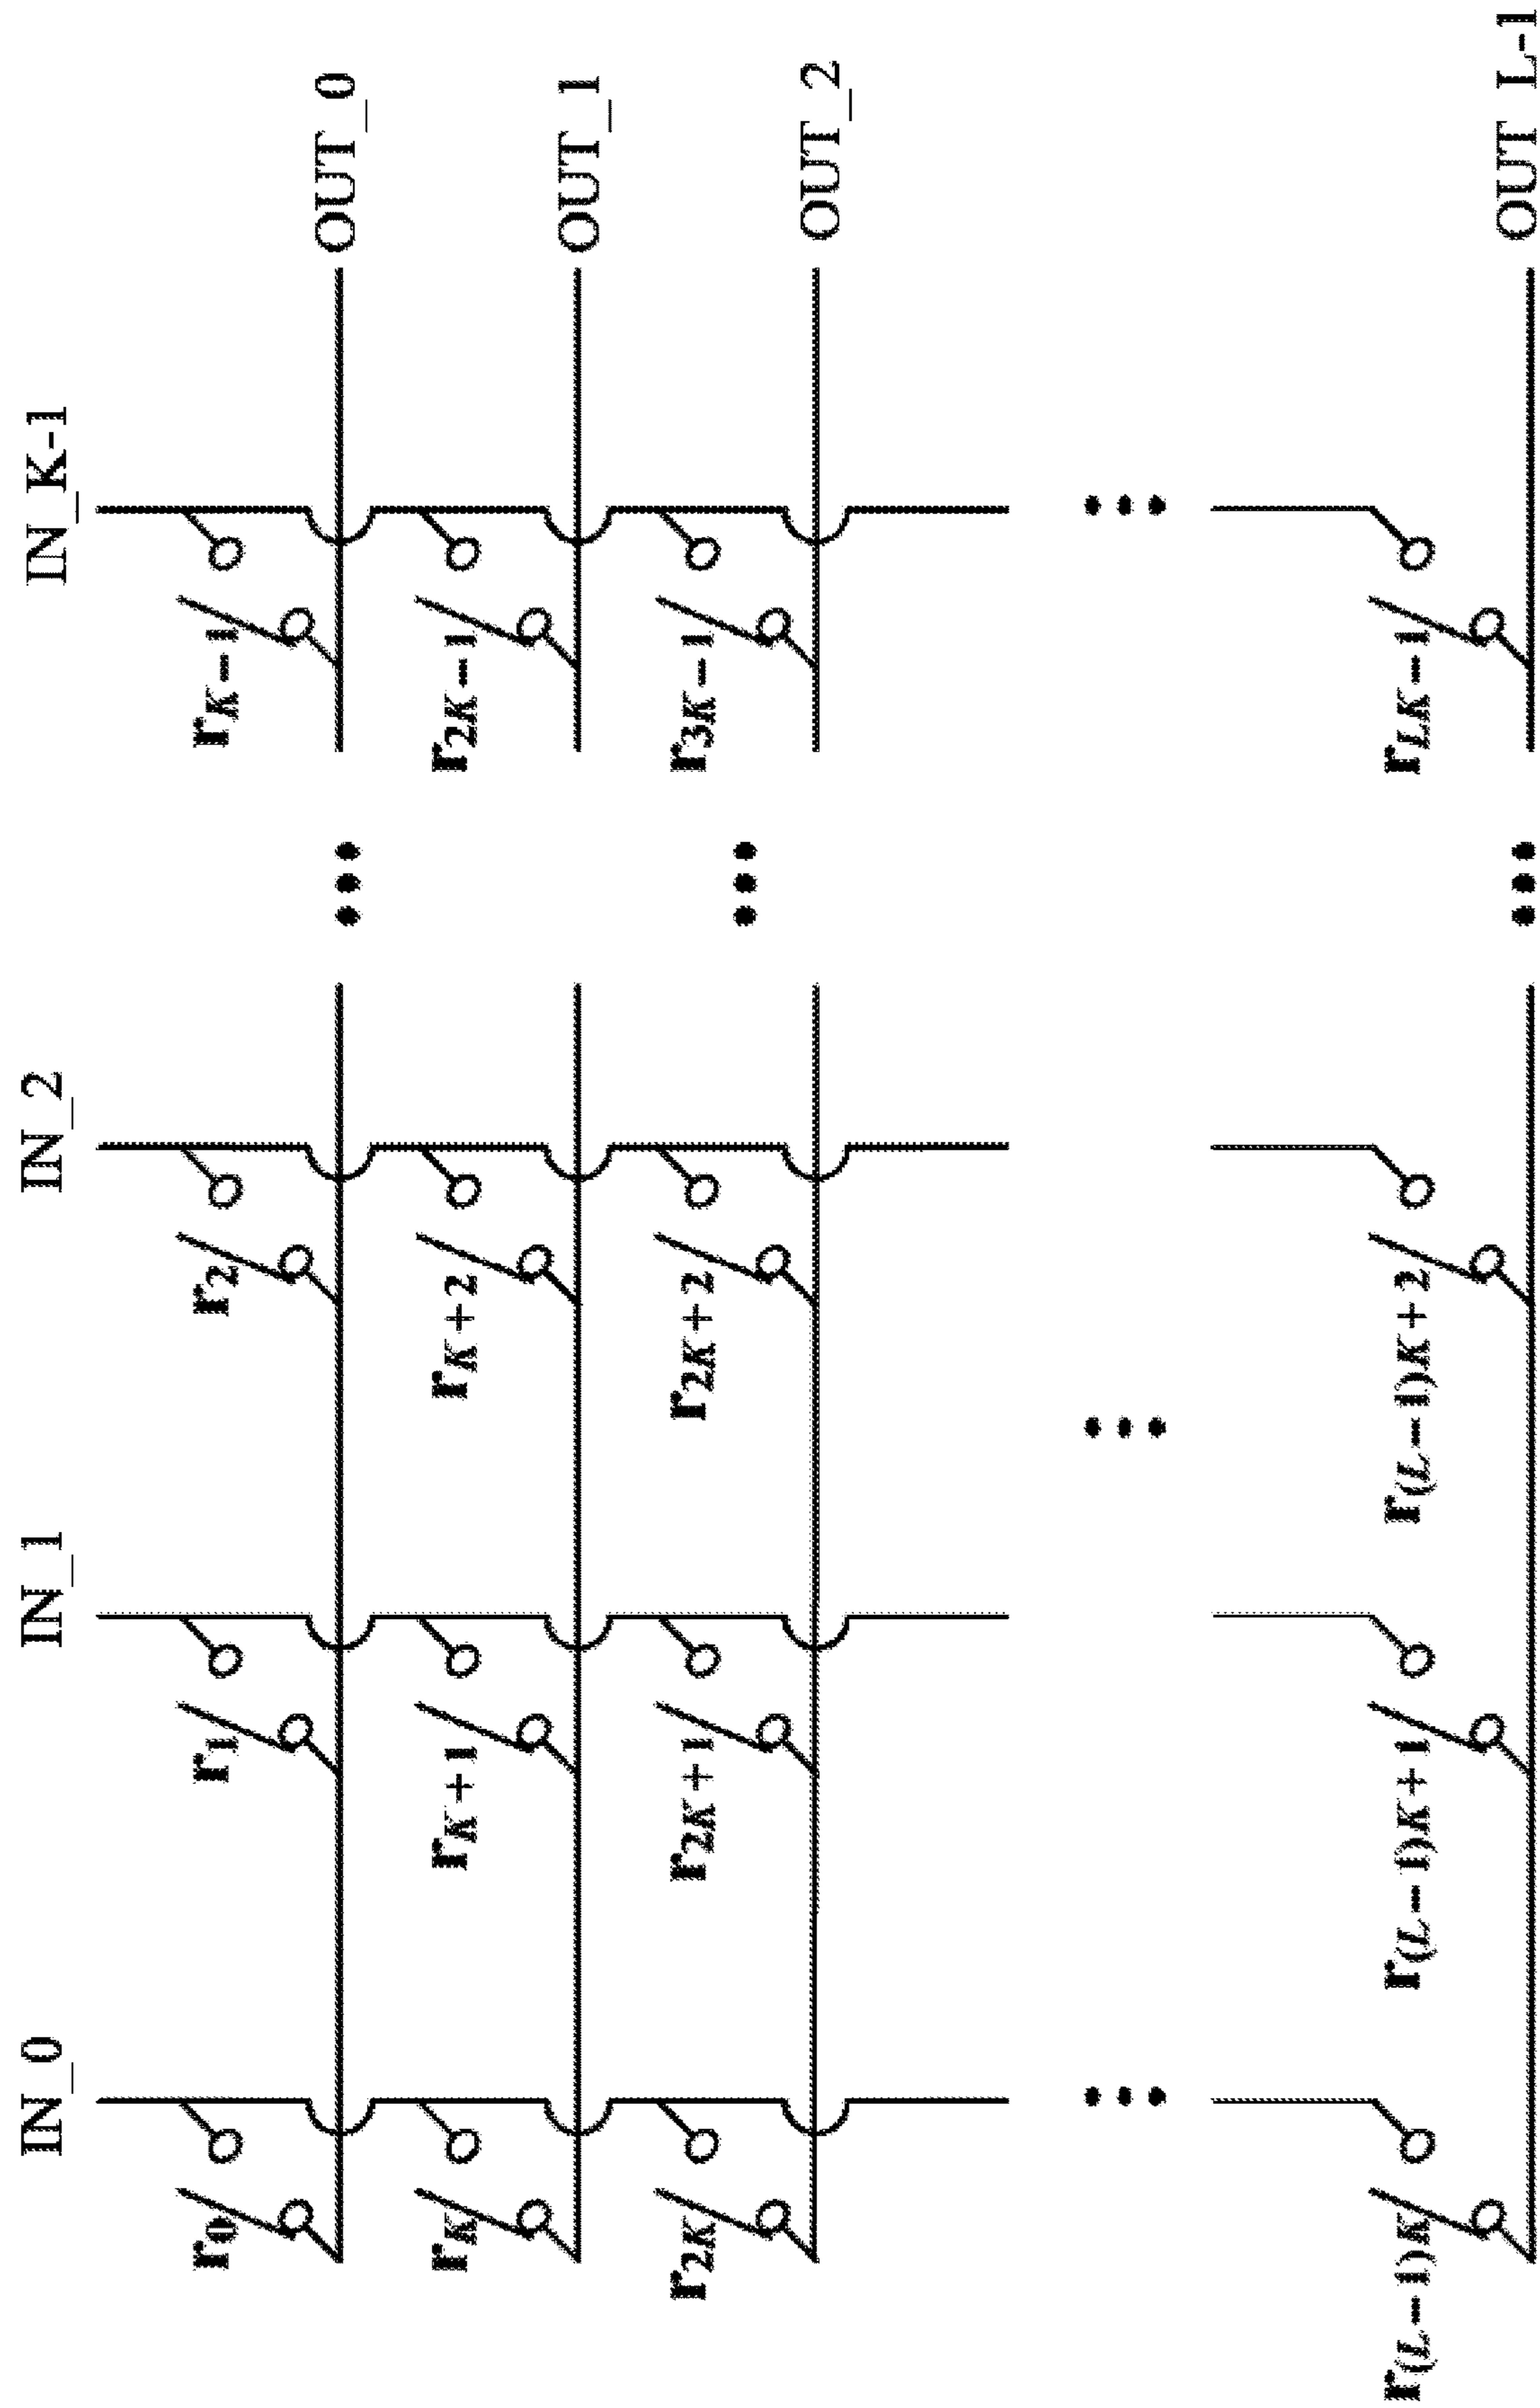 IN_0 IN_1 IN_2 IN_K-1
r0 r1 r2 rK−1
OUT_0
rK rK+1 rK+2 r2K−1
OUT_1
r2K r2K+1 r2K+2 r3K−1
OUT_2
r(L−1)K r(L−1)K+1 r(L−1)K+2 rLK−1
OUT_L-1